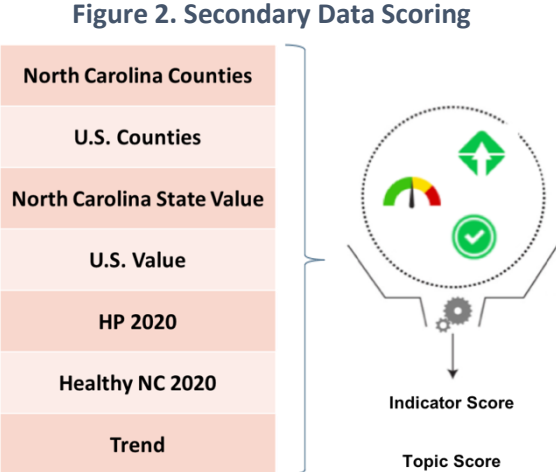 Figure 2. Secondary Data Scoring
North Carolina Counties
U.S. Counties
North Carolina State Value
U.S. Value
HP 2020
Healthy NC 2020
Trend
Indicator Score
Topic Score